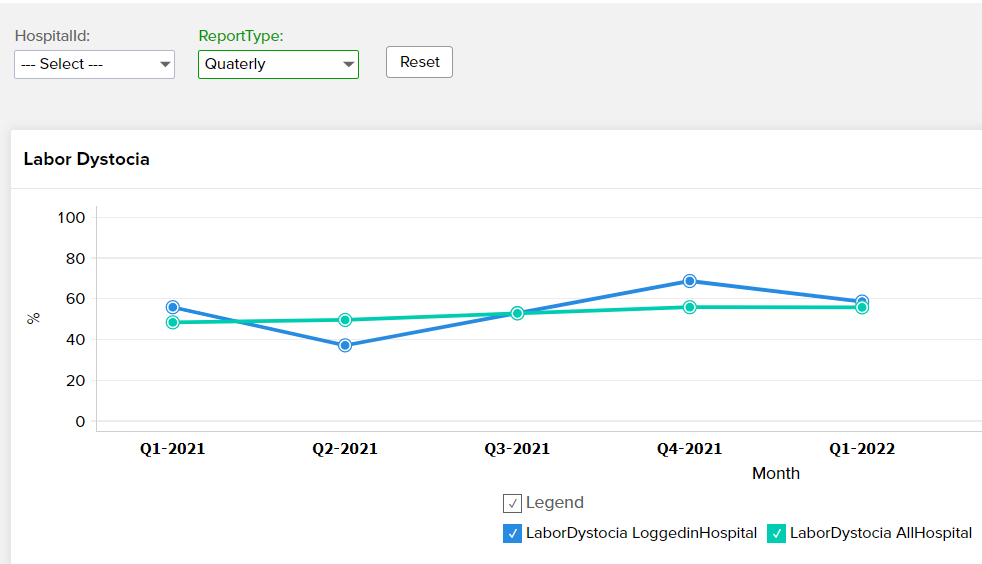 HospitalId:
ReportType:
--- Select ---
Quaterly
Reset
Labor Dystocia
100
80
60
40
20
0
%
Q1-2021 Q2-2021 Q3-2021 Q4-2021 Q1-2022
Month
Legend
LaborDystocia LoggedinHospital LaborDystocia AllHospital